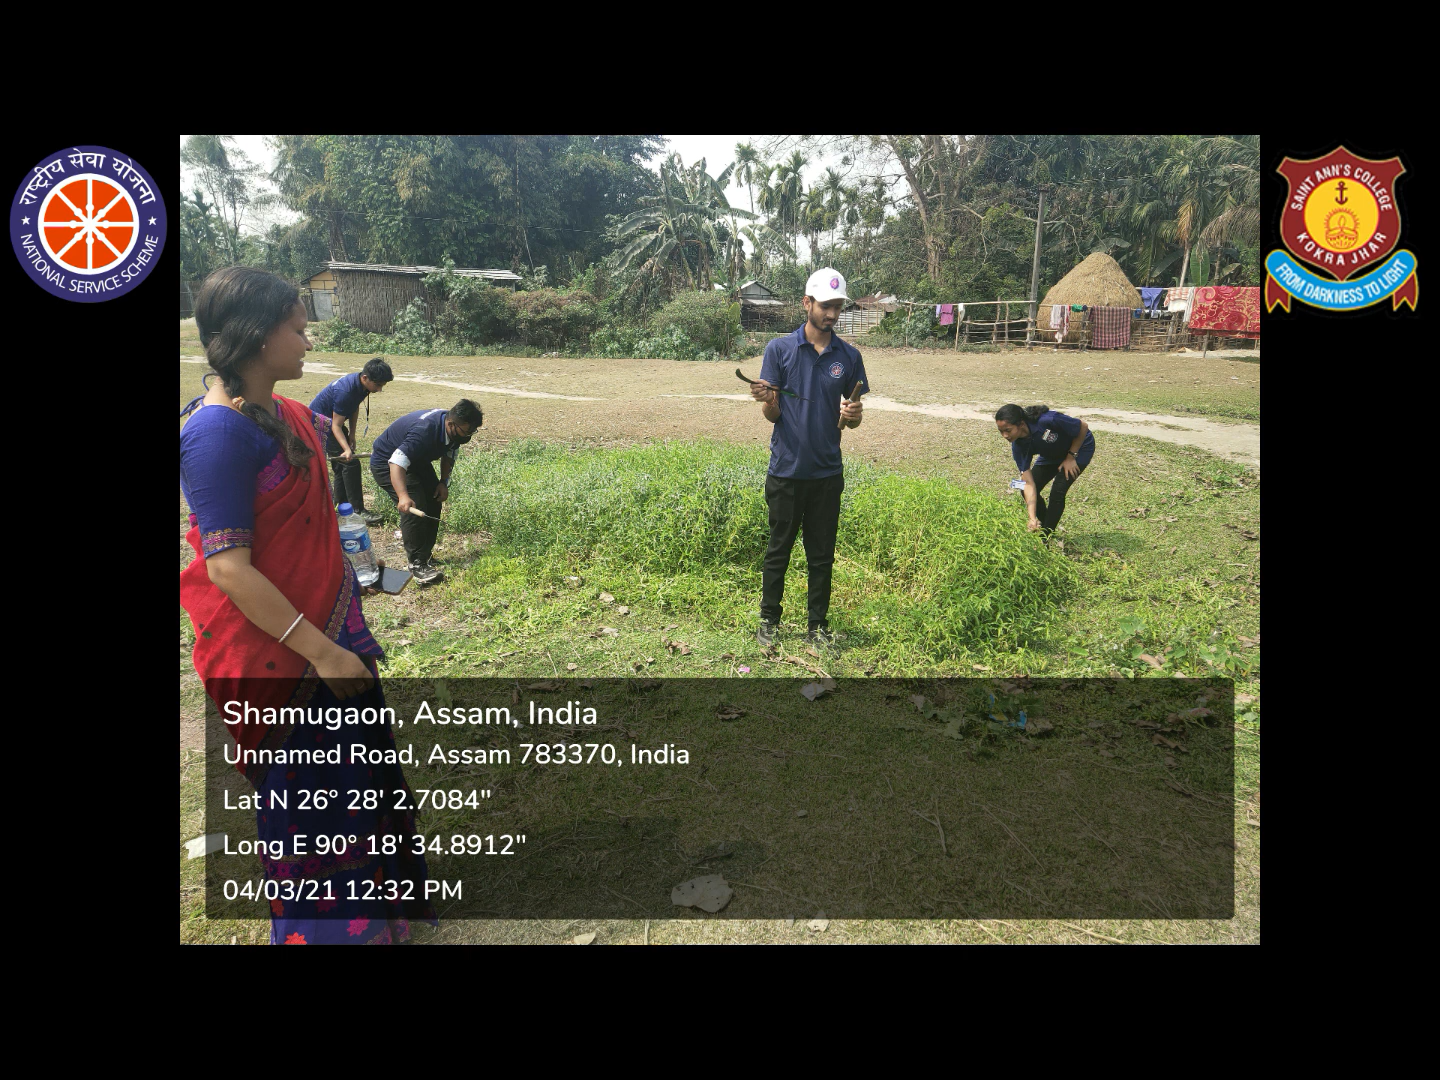 राष्ट्रीय सेवा योजना
NATIONAL SERVICE SCHEME
SAINT ANN'S COLLEGE
KOKRAJHAR
FROM DARKNESS TO LIGHT
Shamugaon, Assam, India
Unnamed Road, Assam 783370, India
Lat N 26° 28' 2.7084"
Long E 90° 18' 34.8912"
04/03/21 12:32 PM